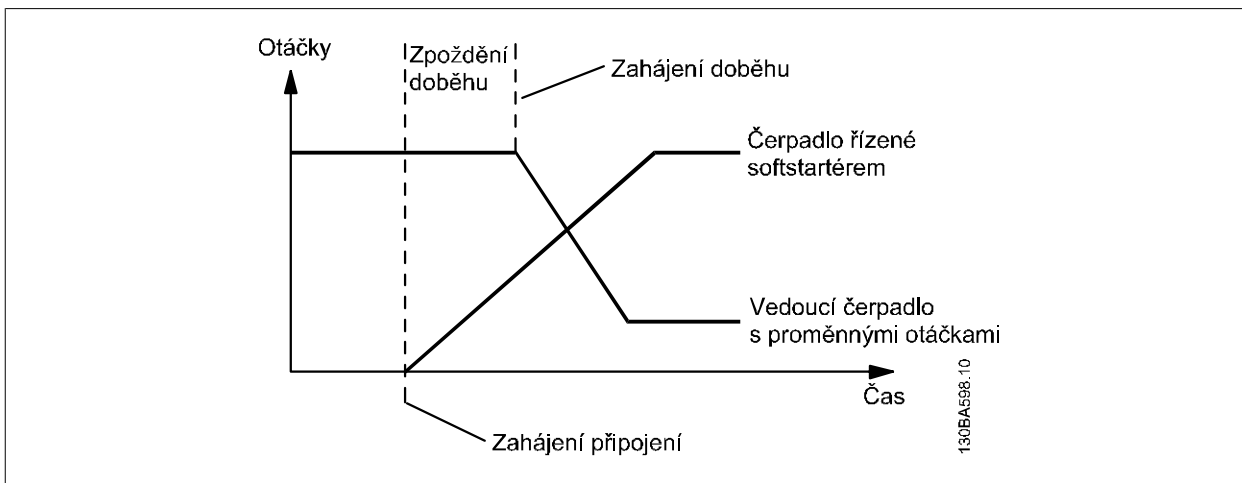 Otáčky
Zpoždění
doběhu
Zahájení doběhu
Čerpadlo řízené
softstartérem
Vedoucí čerpadlo
s proměnnými otáčkami
Čas
Zahájení připojení
130BA598.10